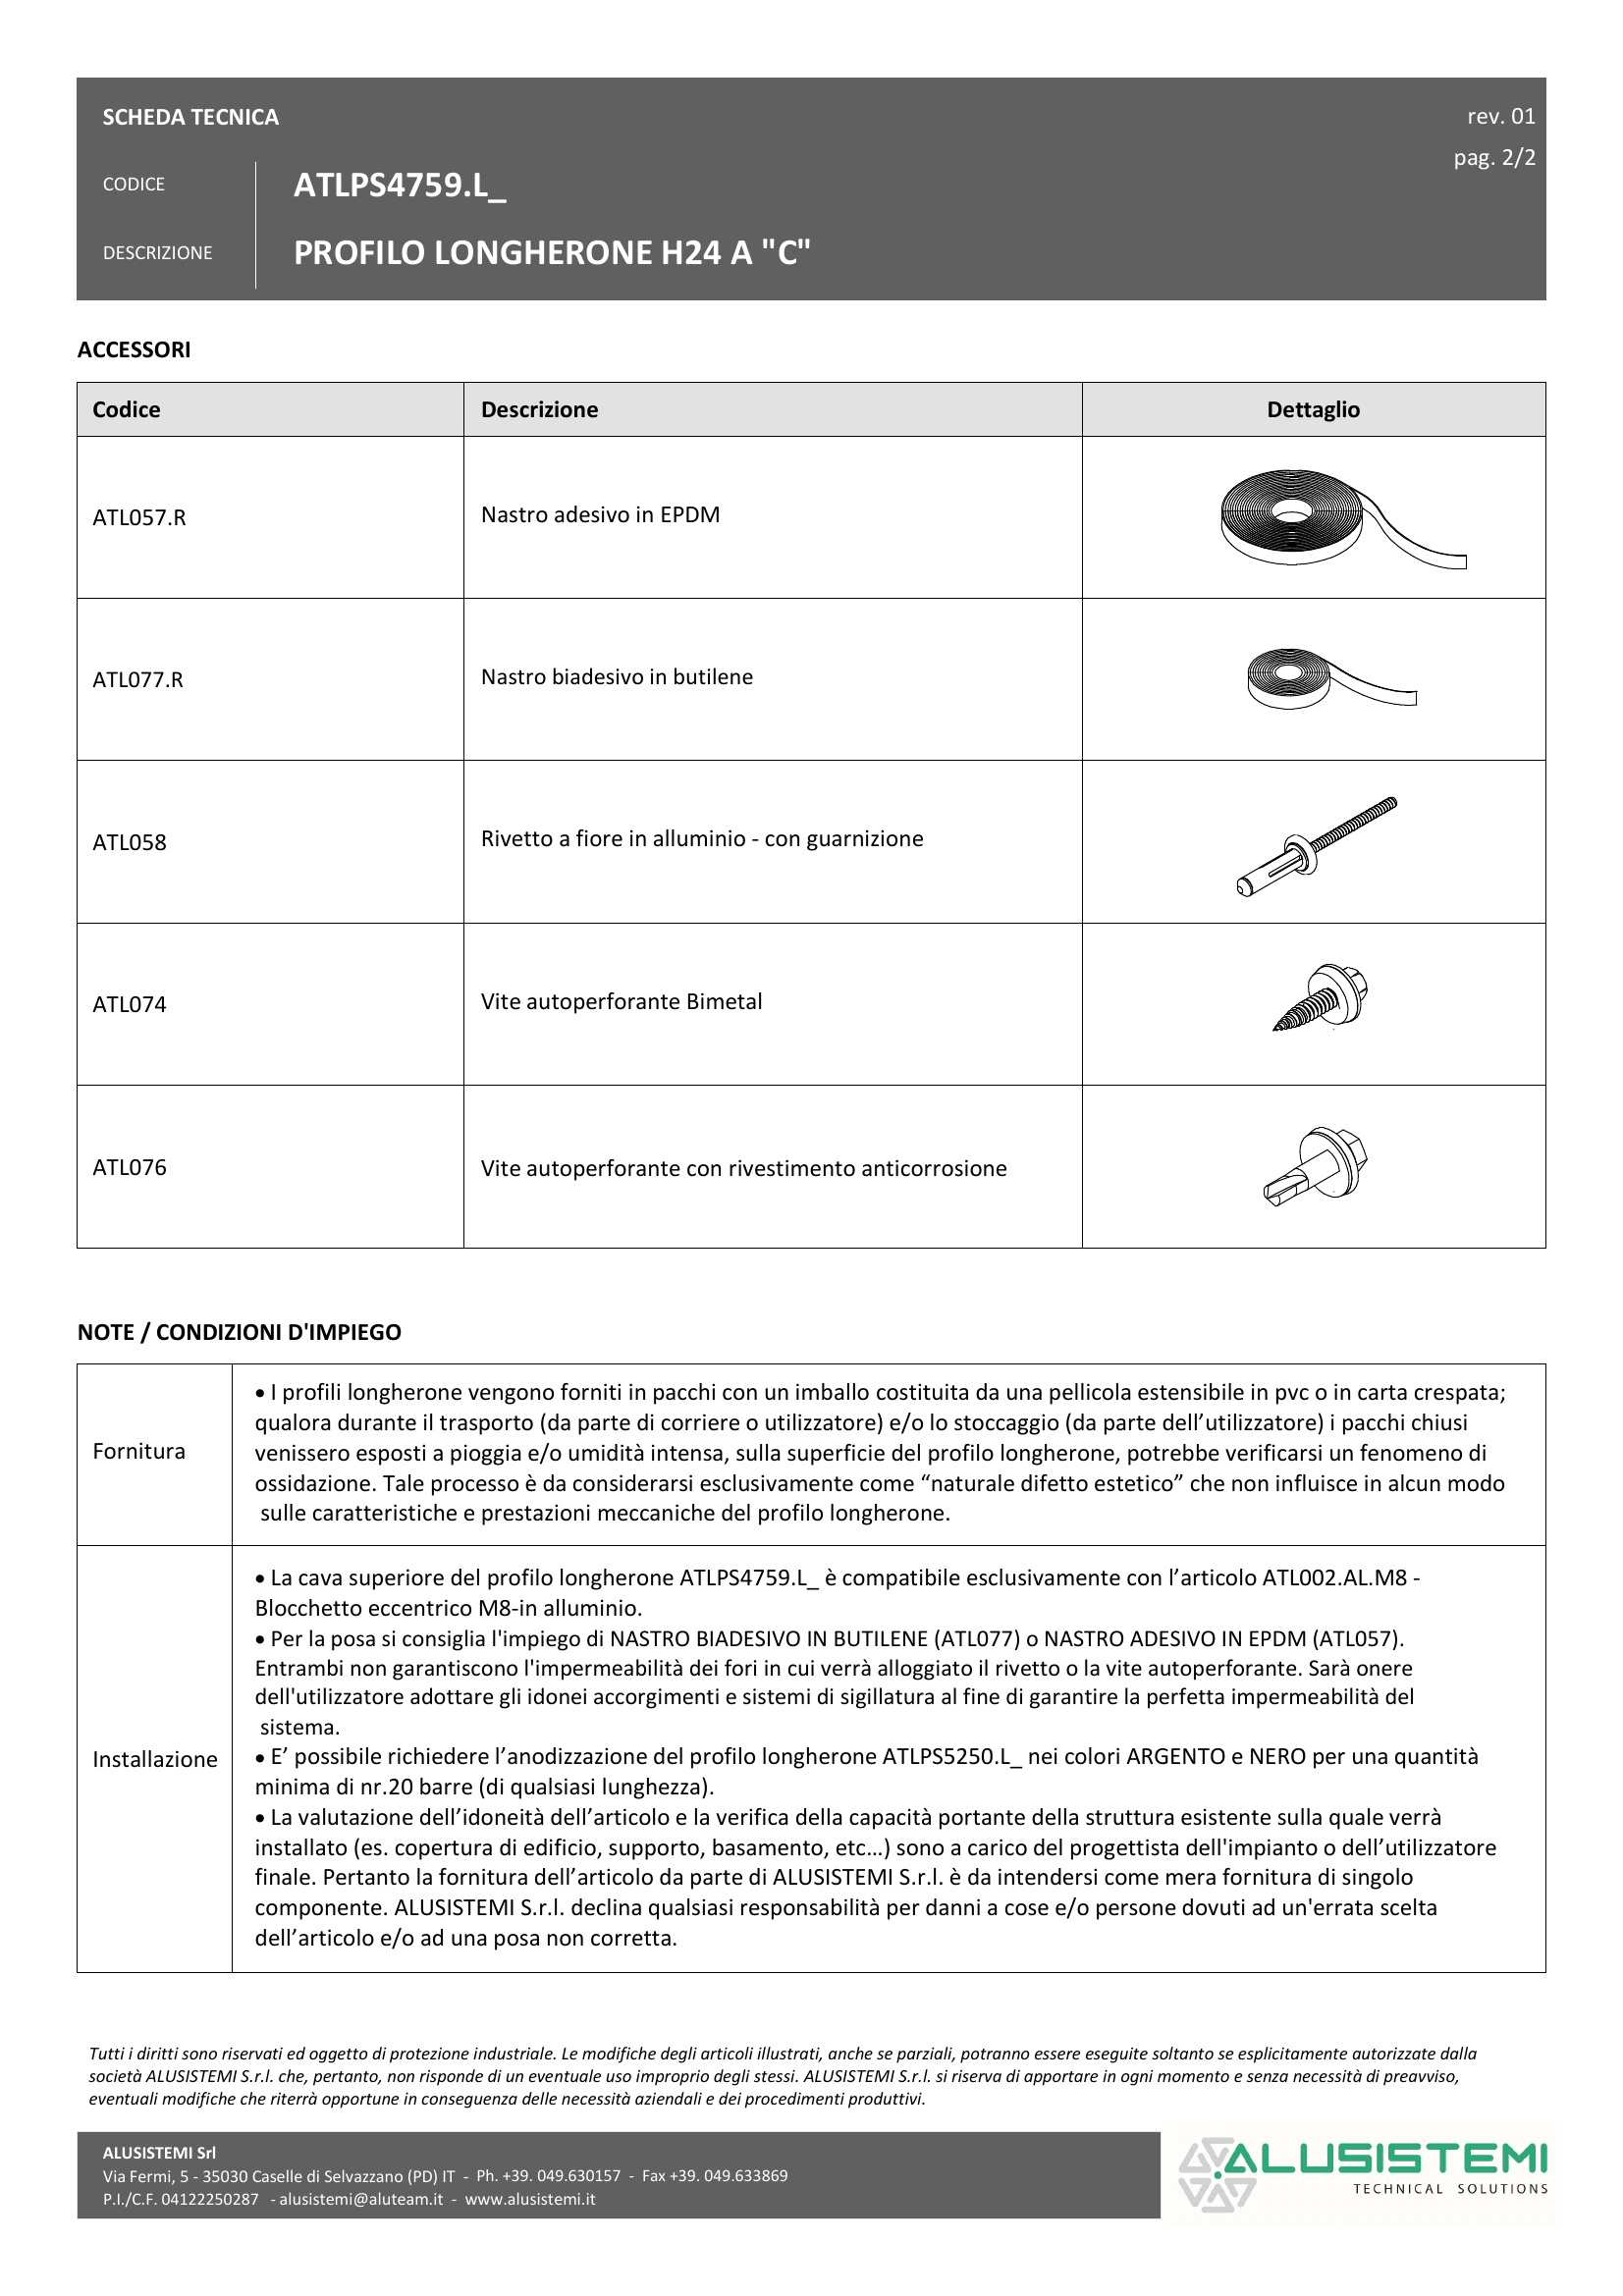 SCHEDA TECNICA
rev. 01
pag. 2/2
CODICE
ATLPS4759.L_
DESCRIZIONE
PROFILO LONGHERONE H24 A "C"
ACCESSORI
Codice Descrizione Dettaglio
ATL057.R Nastro adesivo in EPDM
ATL077.R Nastro biadesivo in butilene
ATL058 Rivetto a fiore in alluminio - con guarnizione
ATL074 Vite autoperforante Bimetal
ATL076 Vite autoperforante con rivestimento anticorrosione
NOTE / CONDIZIONI D'IMPIEGO
Fornitura
• I profili longherone vengono forniti in pacchi con un imballo costituita da una pellicola estensibile in pvc o in carta crespata;
qualora durante il trasporto (da parte di corriere o utilizzatore) e/o lo stoccaggio (da parte dell’utilizzatore) i pacchi chiusi
venissero esposti a pioggia e/o umidità intensa, sulla superficie del profilo longherone, potrebbe verificarsi un fenomeno di
ossidazione. Tale processo è da considerarsi esclusivamente come “naturale difetto estetico” che non influisce in alcun modo
sulle caratteristiche e prestazioni meccaniche del profilo longherone.
Installazione
• La cava superiore del profilo longherone ATLPS4759.L_ è compatibile esclusivamente con l’articolo ATL002.AL.M8 -
Blocchetto eccentrico M8-in alluminio.
• Per la posa si consiglia l'impiego di NASTRO BIADESIVO IN BUTILENE (ATL077) o NASTRO ADESIVO IN EPDM (ATL057).
Entrambi non garantiscono l'impermeabilità dei fori in cui verrà alloggiato il rivetto o la vite autoperforante. Sarà onere
dell'utilizzatore adottare gli idonei accorgimenti e sistemi di sigillatura al fine di garantire la perfetta impermeabilità del
sistema.
• E’ possibile richiedere l’anodizzazione del profilo longherone ATLPS5250.L_ nei colori ARGENTO e NERO per una quantità
minima di nr.20 barre (di qualsiasi lunghezza).
• La valutazione dell’idoneità dell’articolo e la verifica della capacità portante della struttura esistente sulla quale verrà
installato (es. copertura di edificio, supporto, basamento, etc…) sono a carico del progettista dell'impianto o dell’utilizzatore
finale. Pertanto la fornitura dell’articolo da parte di ALUSISTEMI S.r.l. è da intendersi come mera fornitura di singolo
componente. ALUSISTEMI S.r.l. declina qualsiasi responsabilità per danni a cose e/o persone dovuti ad un'errata scelta
dell’articolo e/o ad una posa non corretta.
Tutti i diritti sono riservati ed oggetto di protezione industriale. Le modifiche degli articoli illustrati, anche se parziali, potranno essere eseguite soltanto se esplicitamente autorizzate dalla
società ALUSISTEMI S.r.l. che, pertanto, non risponde di un eventuale uso improprio degli stessi. ALUSISTEMI S.r.l. si riserva di apportare in ogni momento e senza necessità di preavviso,
eventuali modifiche che riterrà opportune in conseguenza delle necessità aziendali e dei procedimenti produttivi.
ALUSISTEMI Srl
Via Fermi, 5 - 35030 Caselle di Selvazzano (PD) IT - Ph. +39. 049.630157 - Fax +39. 049.633869
P.I./C.F. 04122250287 - alusistemi@aluteam.it - www.alusistemi.it
ALUSISTEMI
TECHNICAL SOLUTIONS